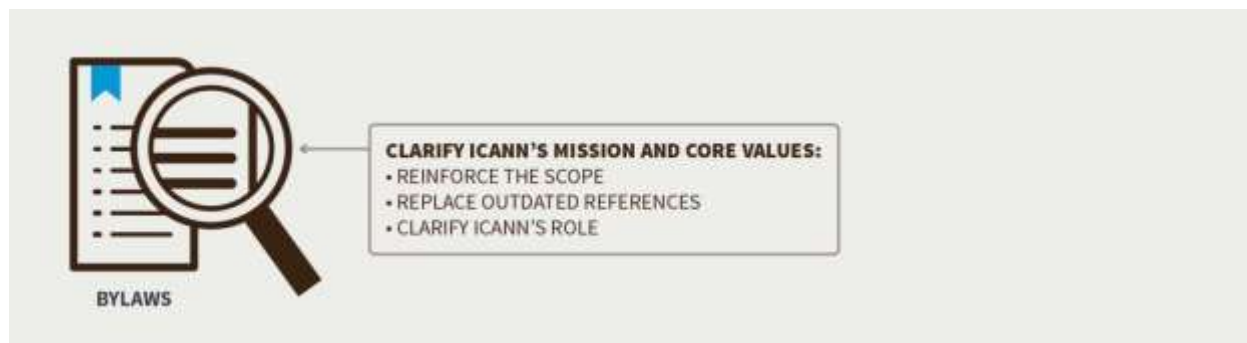 CLARIFY ICANN'S MISSION AND CORE VALUES:
• REINFORCE THE SCOPE
• REPLACE OUTDATED REFERENCES
• CLARIFY ICANN'S ROLE
BYLAWS